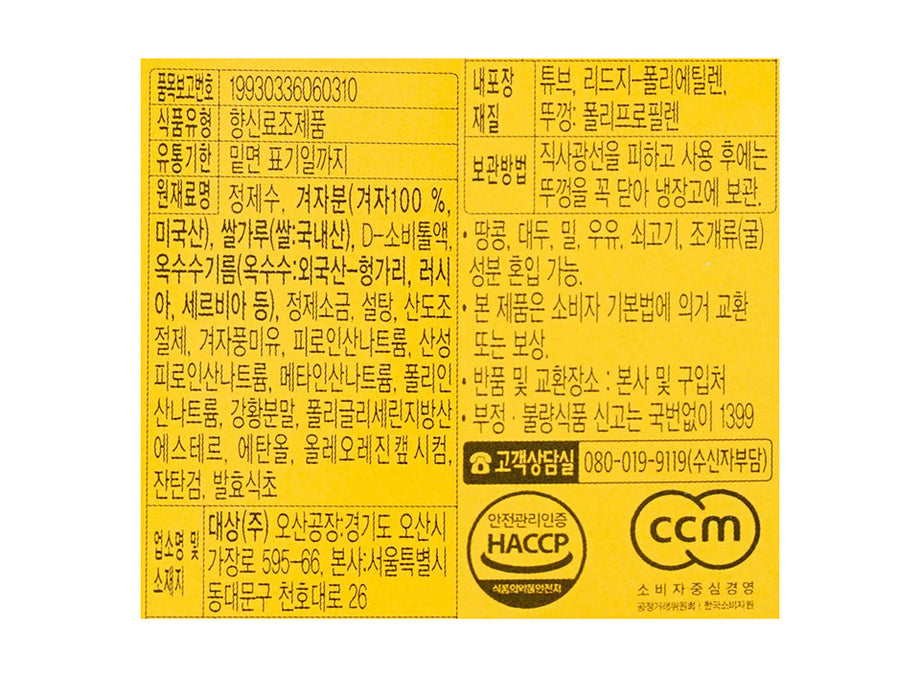 품목보고번호 19930336060310
식품유형 향신료조제품
유통기한 밑면 표기일까지
원재료명 정제수, 겨자분(겨자100 %,
미국산), 쌀가루(쌀:국내산), D-소비톨액,
옥수수기름(옥수수:외국산-헝가리, 러시
아, 세르비아 등), 정제소금, 설탕, 산도조
절제, 겨자풍미유, 피로인산나트륨, 산성
피로인산나트륨, 메타인산나트륨, 폴리인
산나트륨, 강황분말, 폴리글리세린지방산
에스테르, 에탄올, 올레오레진캪시컴,
잔탄검, 발효식초
업소명 및
소재지
대상(주) 오산공장:경기도 오산시
가장로 595-66, 본사:서울특별시
동대문구 천호대로 26
내포장
재질
튜브, 리드지-폴리에틸렌,
뚜껑: 폴리프로필렌
보관방법
직사광선을 피하고 사용 후에는
뚜껑을 꼭 닫아 냉장고에 보관.
• 땅콩, 대두, 밀, 우유, 쇠고기, 조개류(굴)
성분 혼입 가능.
• 본 제품은 소비자 기본법에 의거 교환
또는 보상.
• 반품 및 교환장소 : 본사 및 구입처
• 부정 · 불량식품 신고는 국번없이 1399
☎고객상담실 080-019-9119(수신자부담)
안전관리인증
HACCP
식품의약품안전처
ccm
소비자중심경영
공정거래위원회 | 한국소비자원